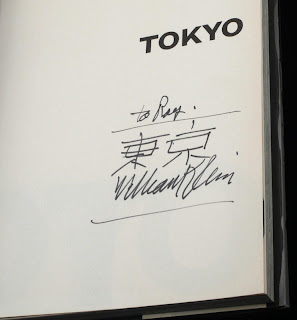 TOKYO
to Ray.
東京
William Klein